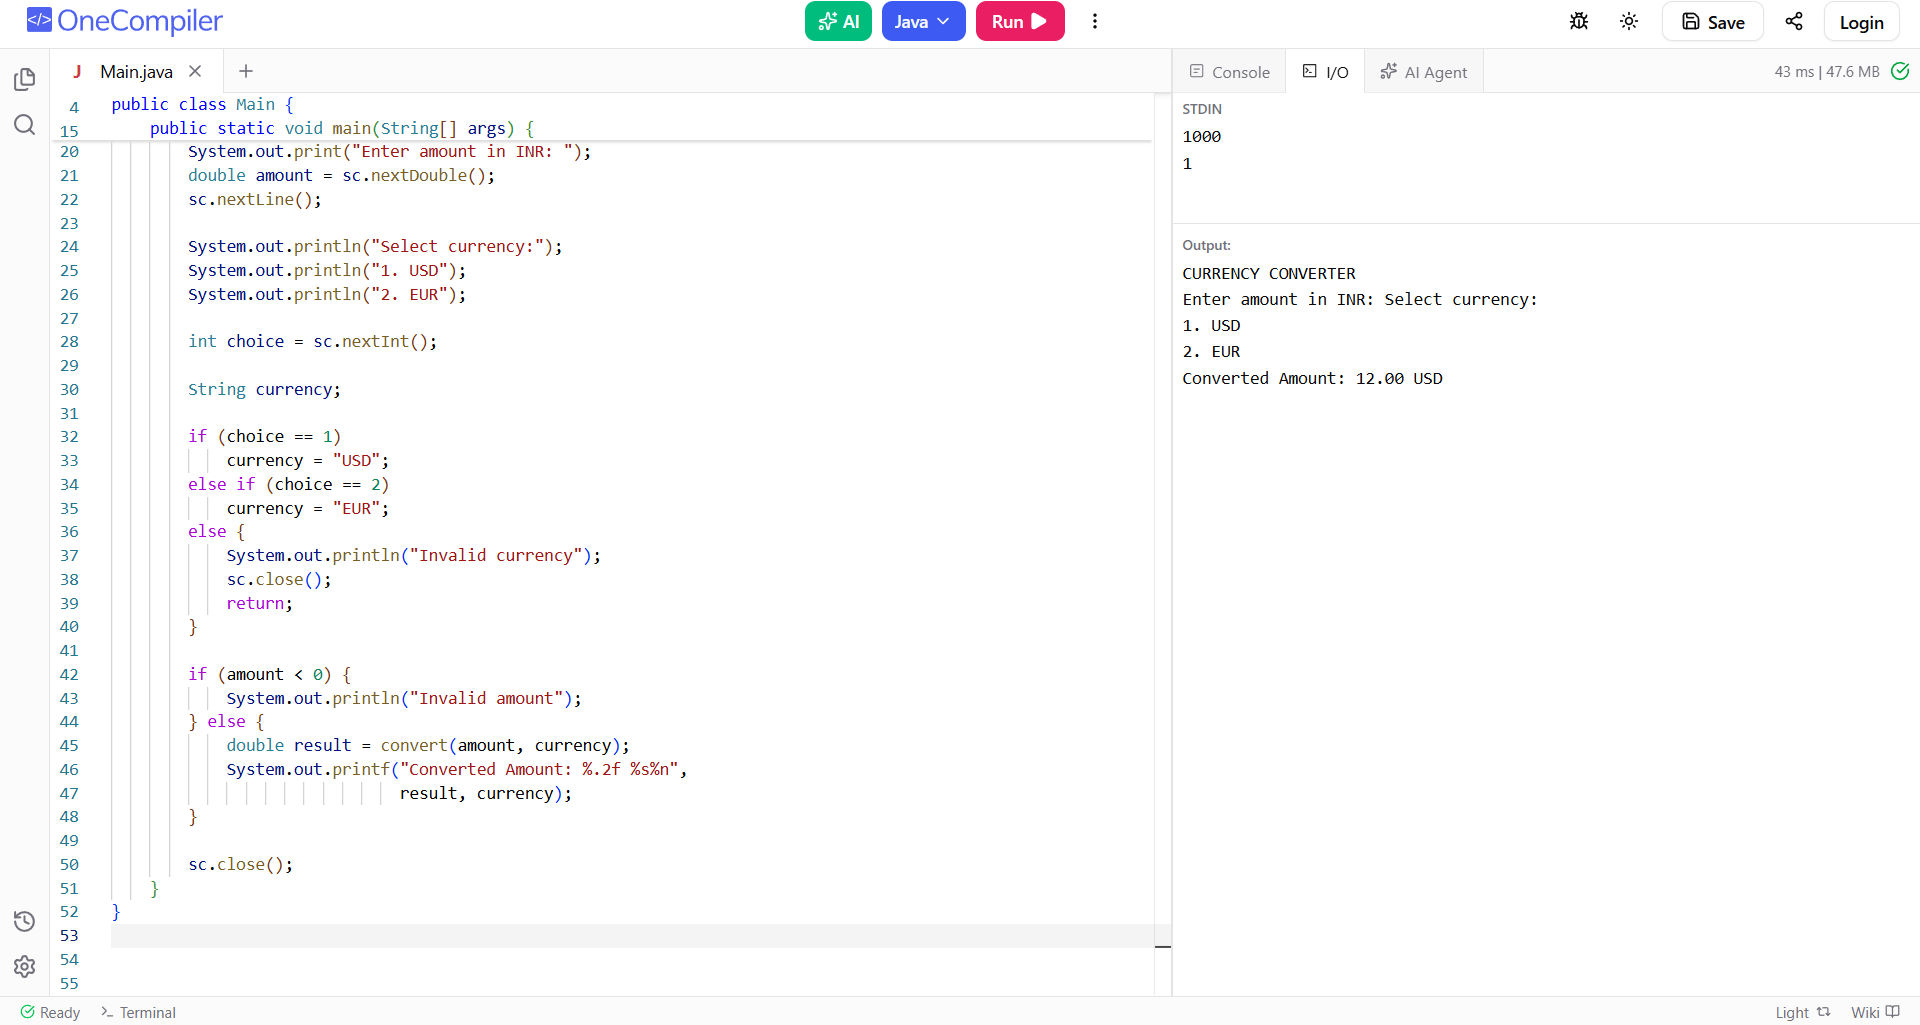 </> OneCompiler
AI
Java
Run
Save
Login
J Main.java
Console
I/O
AI Agent
43 ms | 47.6 MB
4 public class Main {
15 public static void main(String[] args) {
20 System.out.print("Enter amount in INR: ");
21 double amount = sc.nextDouble();
22 sc.nextLine();
23
24 System.out.println("Select currency:");
25 System.out.println("1. USD");
26 System.out.println("2. EUR");
27
28 int choice = sc.nextInt();
29
30 String currency;
31
32 if (choice == 1)
33 currency = "USD";
34 else if (choice == 2)
35 currency = "EUR";
36 else {
37 System.out.println("Invalid currency");
38 sc.close();
39 return;
40 }
41
42 if (amount < 0) {
43 System.out.println("Invalid amount");
44 } else {
45 double result = convert(amount, currency);
46 System.out.printf("Converted Amount: %.2f %s%n",
47 result, currency);
48 }
49
50 sc.close();
51 }
52 }
53
54
55
STDIN
1000
1
Output:
CURRENCY CONVERTER
Enter amount in INR: Select currency:
1. USD
2. EUR
Converted Amount: 12.00 USD
Ready
Terminal
Light
Wiki